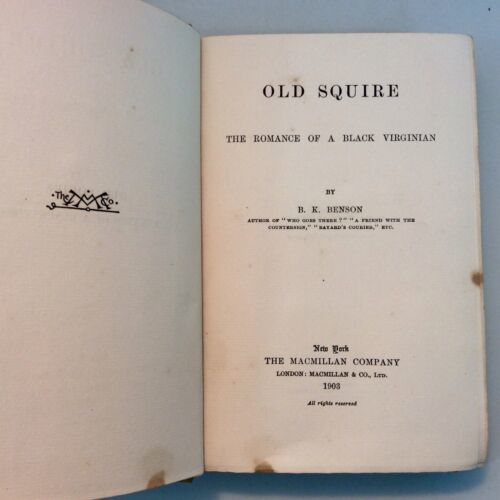 The M Co
OLD SQUIRE
THE ROMANCE OF A BLACK VIRGINIAN
BY
B. K. BENSON
AUTHOR OF "WHO GOES THERE?" "A FRIEND WITH THE
COUNTERSIGN," "BAYARD'S COURIER," ETC.
New York
THE MACMILLAN COMPANY
LONDON: MACMILLAN & CO., LTD.
1903
All rights reserved